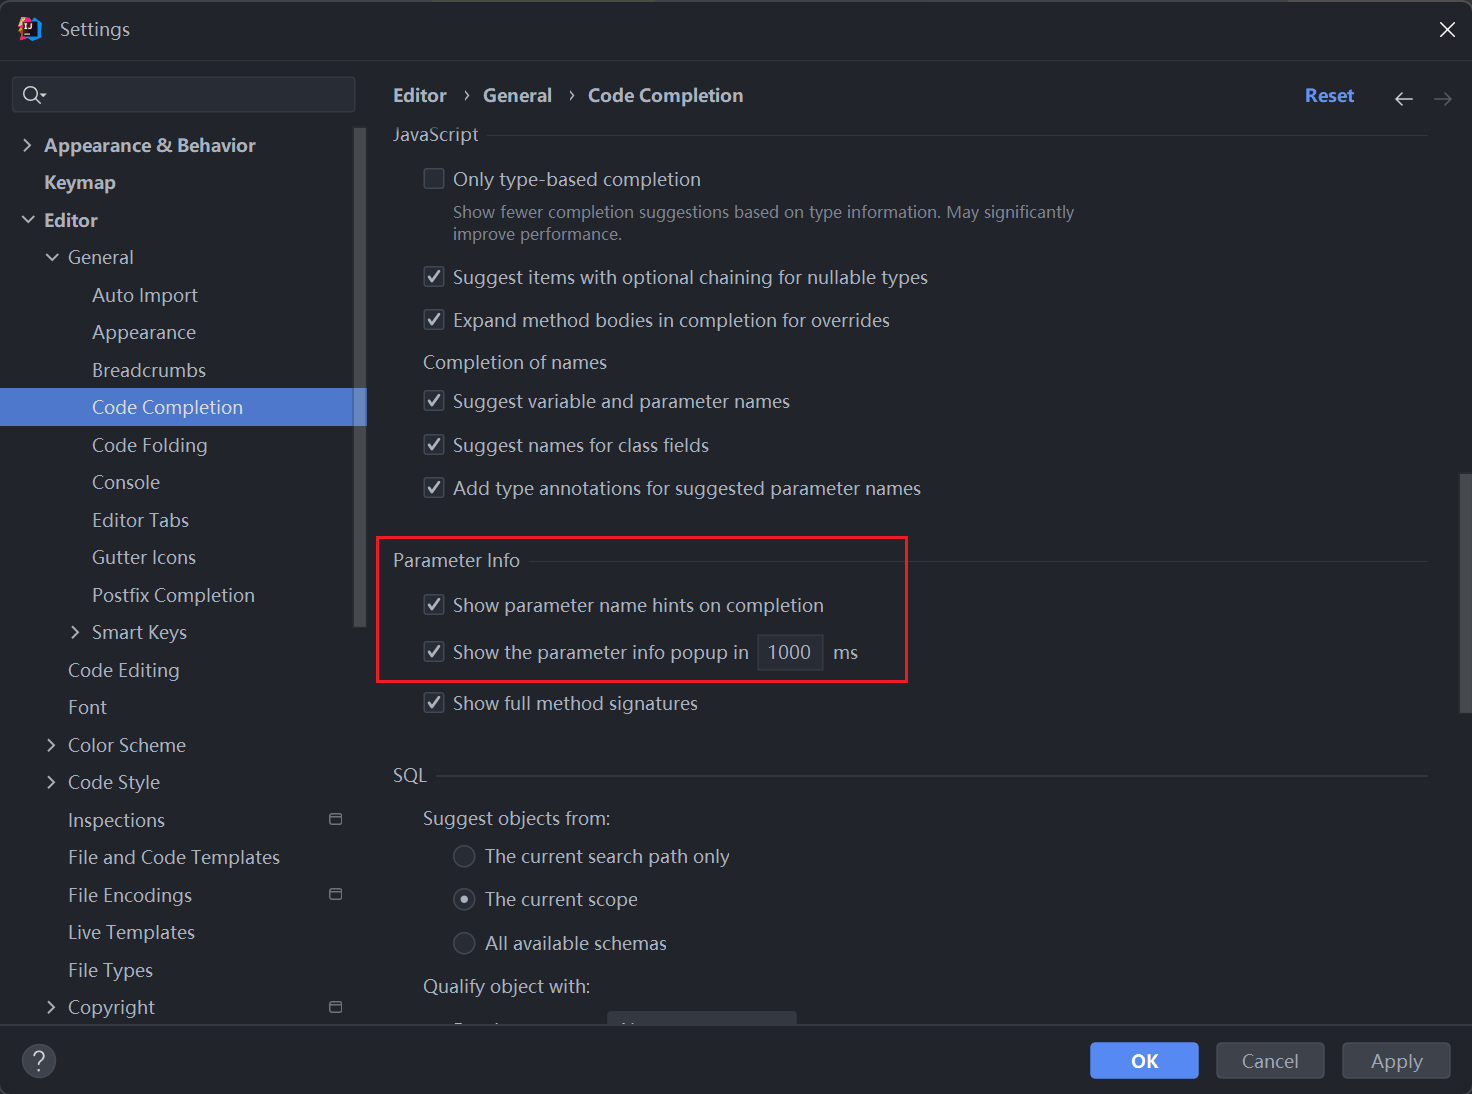 Settings
Editor › General › Code Completion
Reset
Appearance & Behavior
Keymap
Editor
General
Auto Import
Appearance
Breadcrumbs
Code Completion
Code Folding
Console
Editor Tabs
Gutter Icons
Postfix Completion
Smart Keys
Code Editing
Font
Color Scheme
Code Style
Inspections
File and Code Templates
File Encodings
Live Templates
File Types
Copyright
JavaScript
Only type-based completion
Show fewer completion suggestions based on type information. May significantly
improve performance.
Suggest items with optional chaining for nullable types
Expand method bodies in completion for overrides
Completion of names
Suggest variable and parameter names
Suggest names for class fields
Add type annotations for suggested parameter names
Parameter Info
Show parameter name hints on completion
Show the parameter info popup in 1000 ms
Show full method signatures
SQL
Suggest objects from:
The current search path only
The current scope
All available schemas
Qualify object with:
?
OK
Cancel
Apply